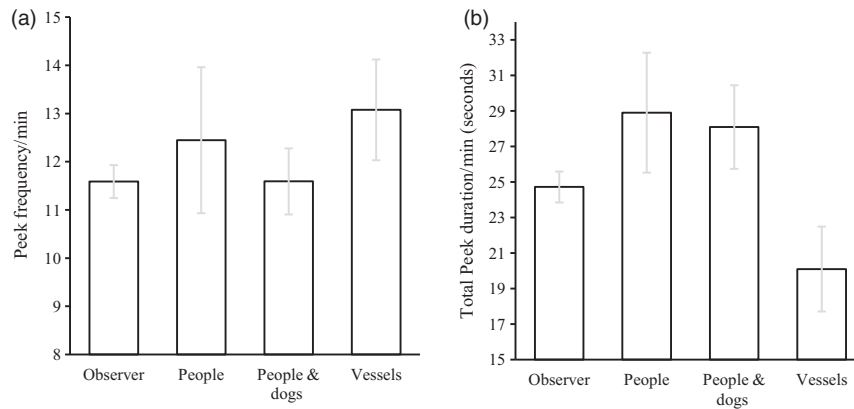 (a)
Peek frequency/min
15
14
13
12
11
10
9
8
Observer
People
People &
dogs
Vessels
(b)
Total Peek duration/min (seconds)
33
31
29
27
25
23
21
19
17
15
Observer
People
People &
dogs
Vessels